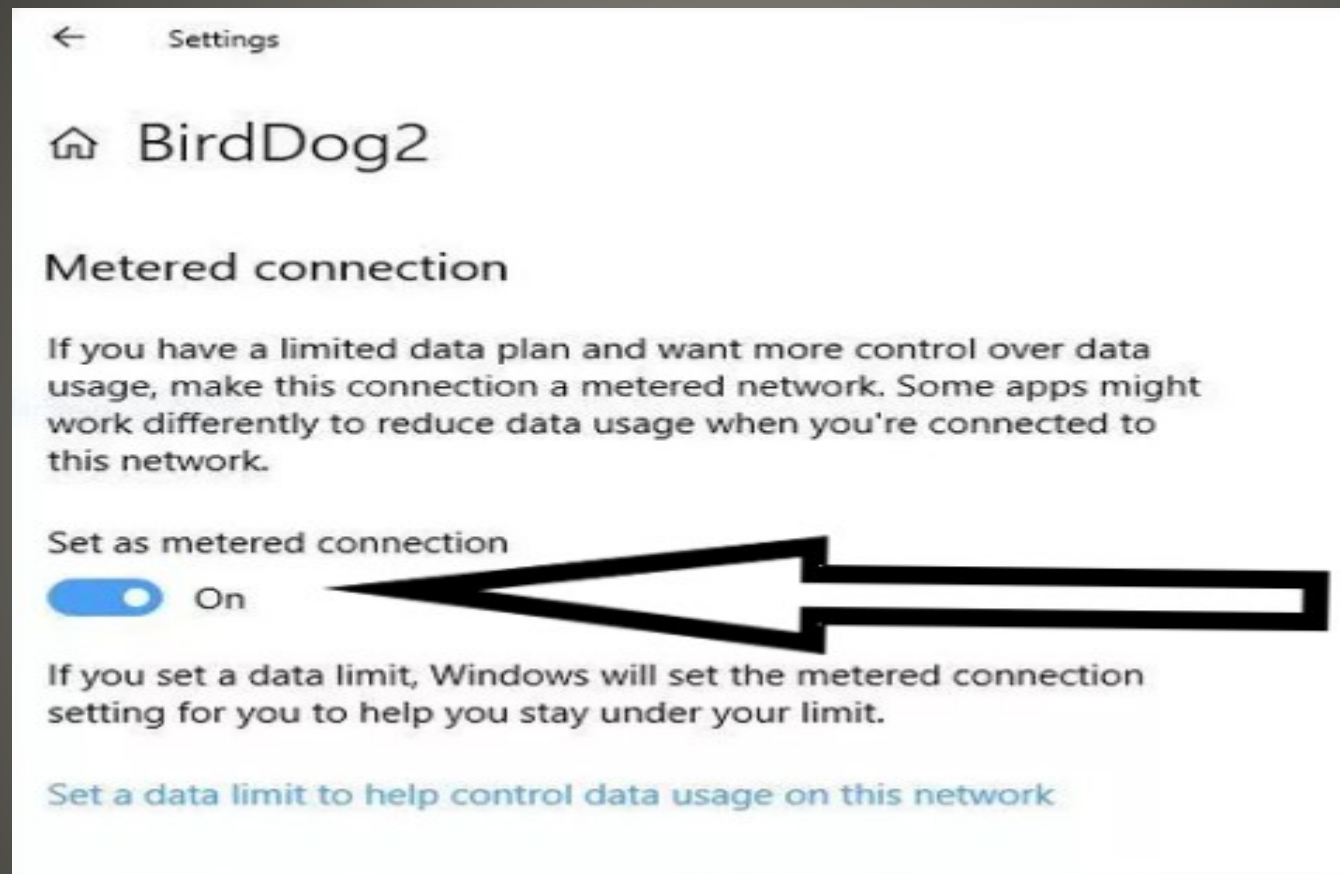 Settings
BirdDog2
Metered connection
If you have a limited data plan and want more control over data
usage, make this connection a metered network. Some apps might
work differently to reduce data usage when you're connected to
this network.
Set as metered connection
On
If you set a data limit, Windows will set the metered connection
setting for you to help you stay under your limit.
Set a data limit to help control data usage on this network